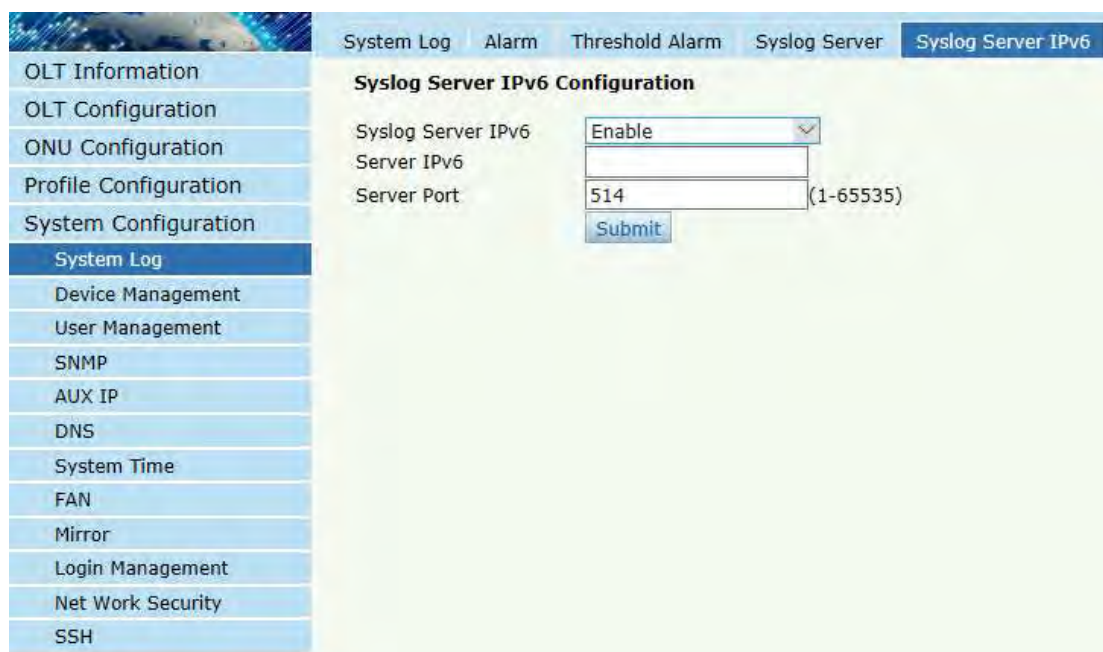 System Log Alarm Threshold Alarm Syslog Server Syslog Server IPv6
OLT Information
OLT Configuration
ONU Configuration
Profile Configuration
System Configuration
System Log
Device Management
User Management
SNMP
AUX IP
DNS
System Time
FAN
Mirror
Login Management
Net Work Security
SSH
Syslog Server IPv6 Configuration
Syslog Server IPv6 Enable
Server IPv6
Server Port 514 (1-65535)
Submit